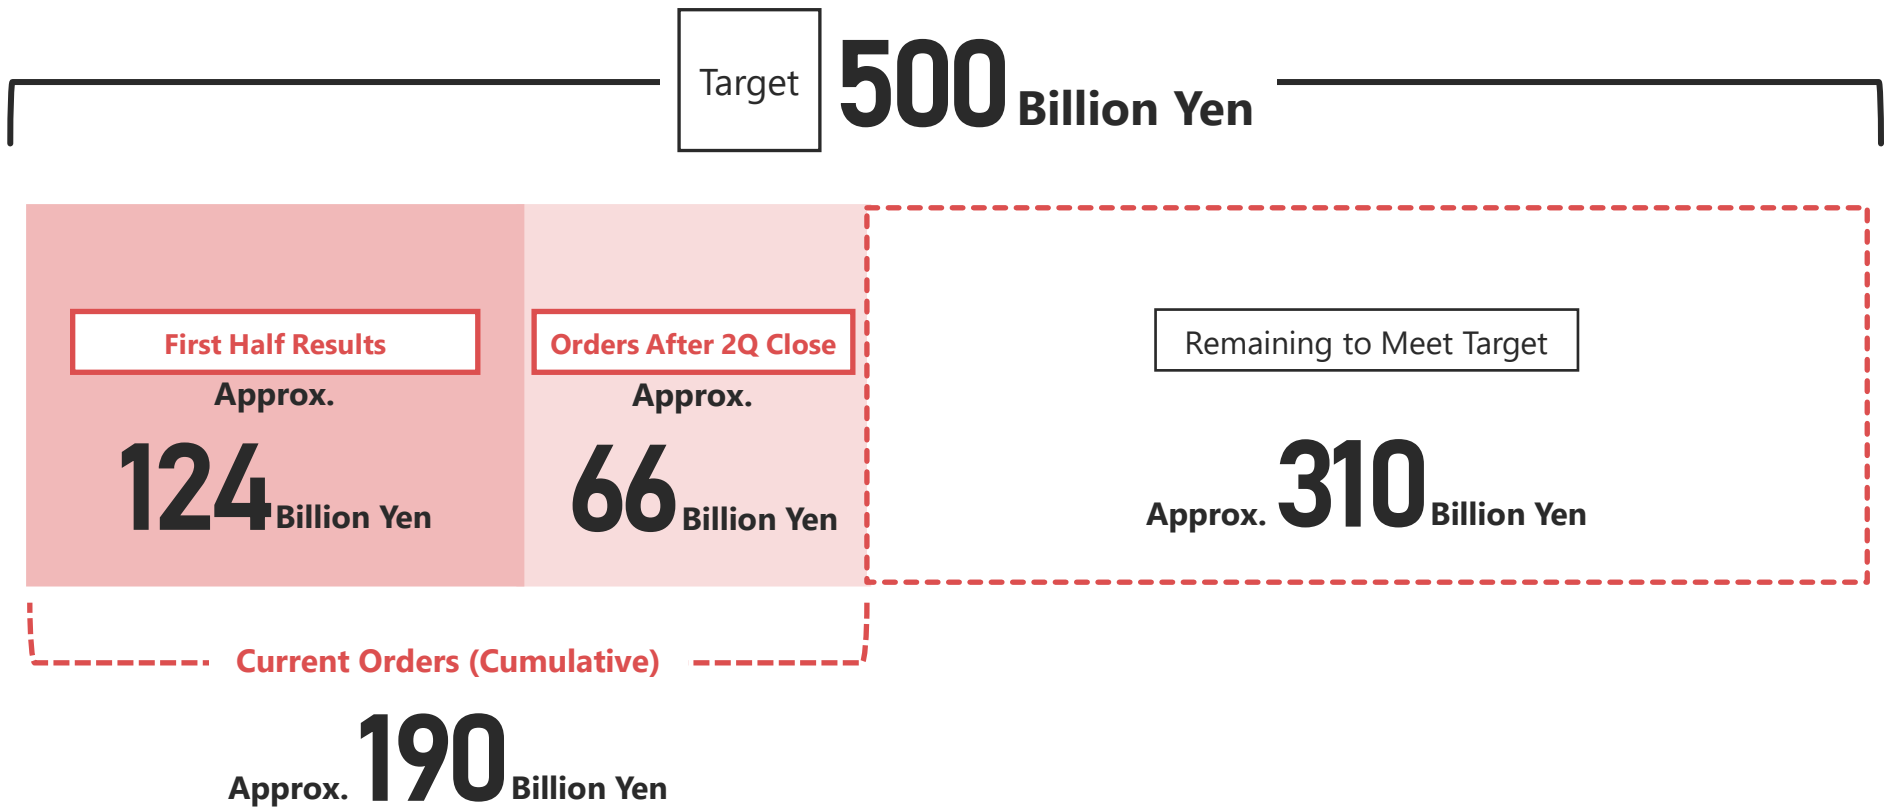 Target 500 Billion Yen
First Half Results
Approx.
124 Billion Yen
Orders After 2Q Close
Approx.
66 Billion Yen
Remaining to Meet Target
Approx. 310 Billion Yen
Current Orders (Cumulative)
Approx. 190 Billion Yen